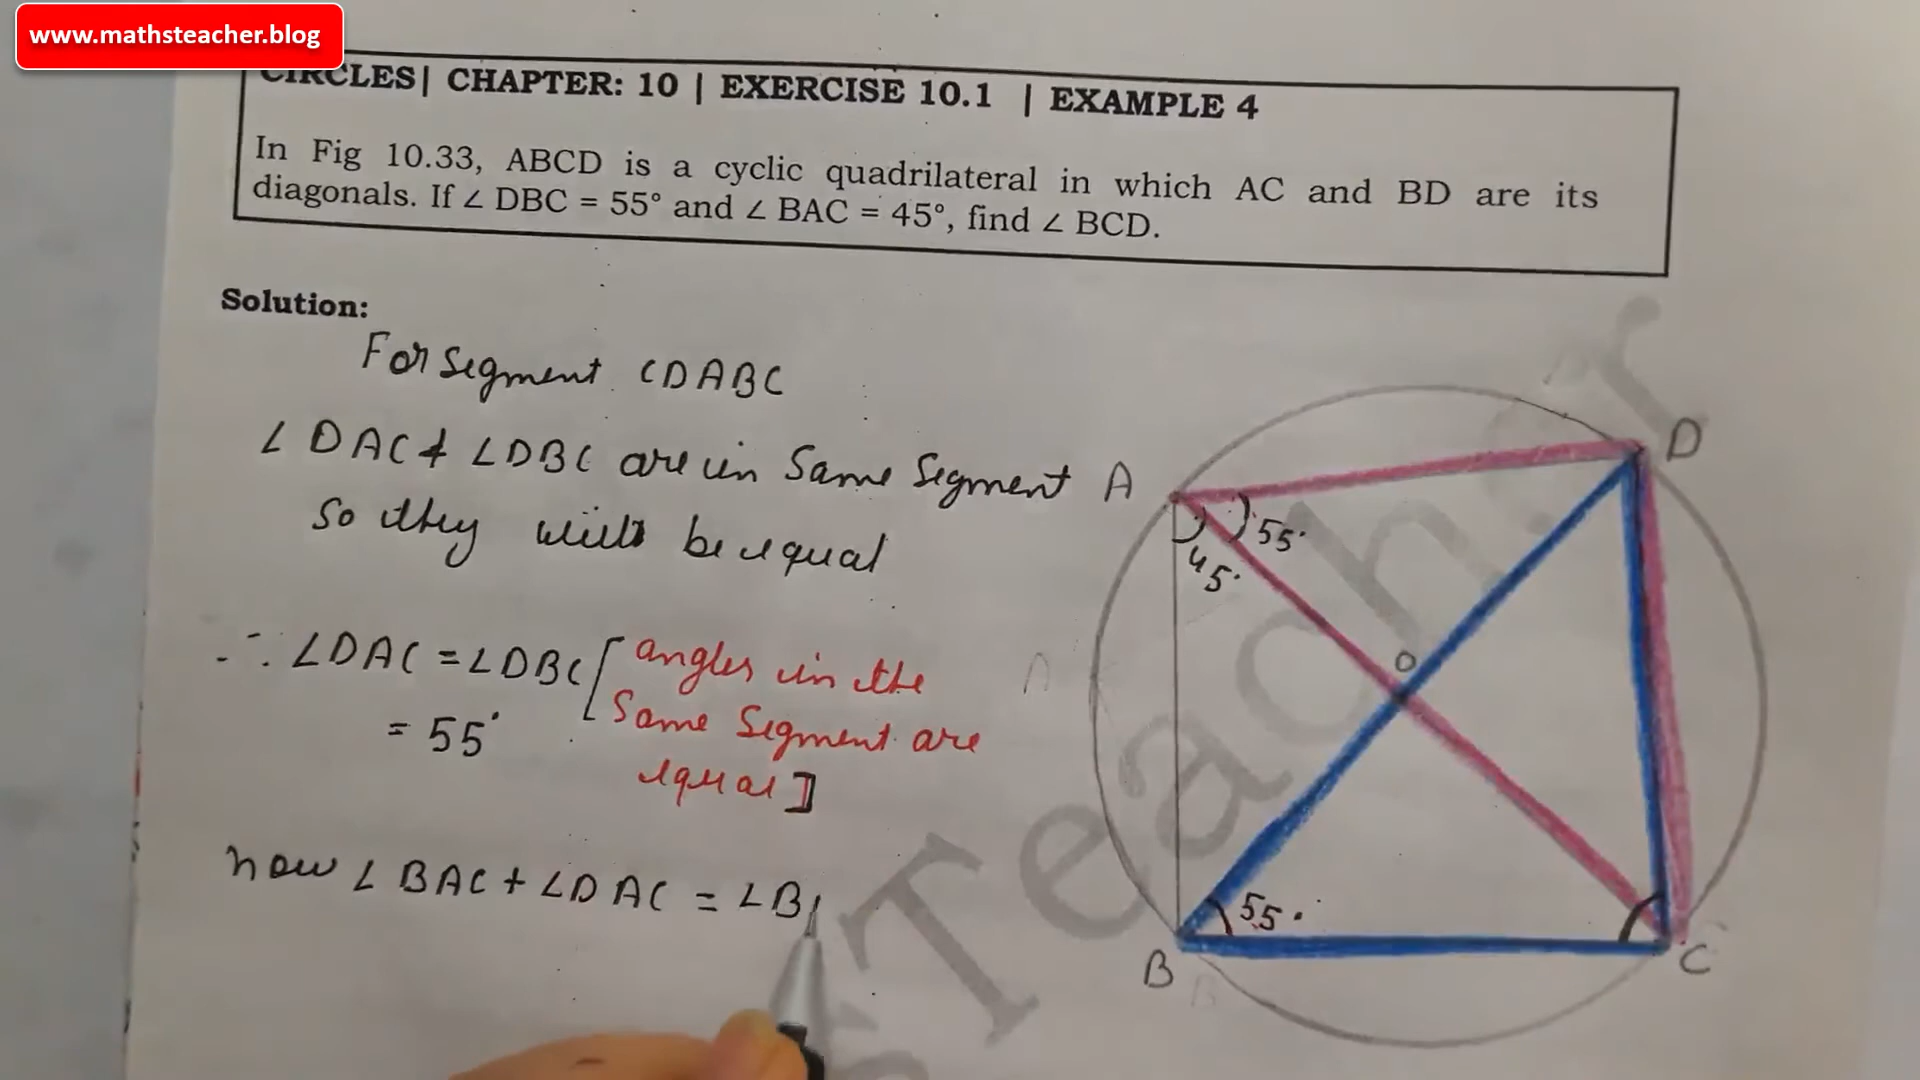 www.mathsteacher.blog
CIRCLES| CHAPTER: 10 | EXERCISE 10.1 | EXAMPLE 4
In Fig 10.33, ABCD is a cyclic quadrilateral in which AC and BD are its
diagonals. If ∠ DBC = 55° and ∠ BAC = 45°, find ∠ BCD.
Solution:
For segment CDABC
∠DAC & ∠DBC are in Same Segment
So they will be equal
∴ ∠DAC = ∠DBC [angles in the
= 55° Same Segment are
equal]
now ∠BAC + ∠DAC = ∠B
A
D
55°
45°
O
55°
B
C
Teacher